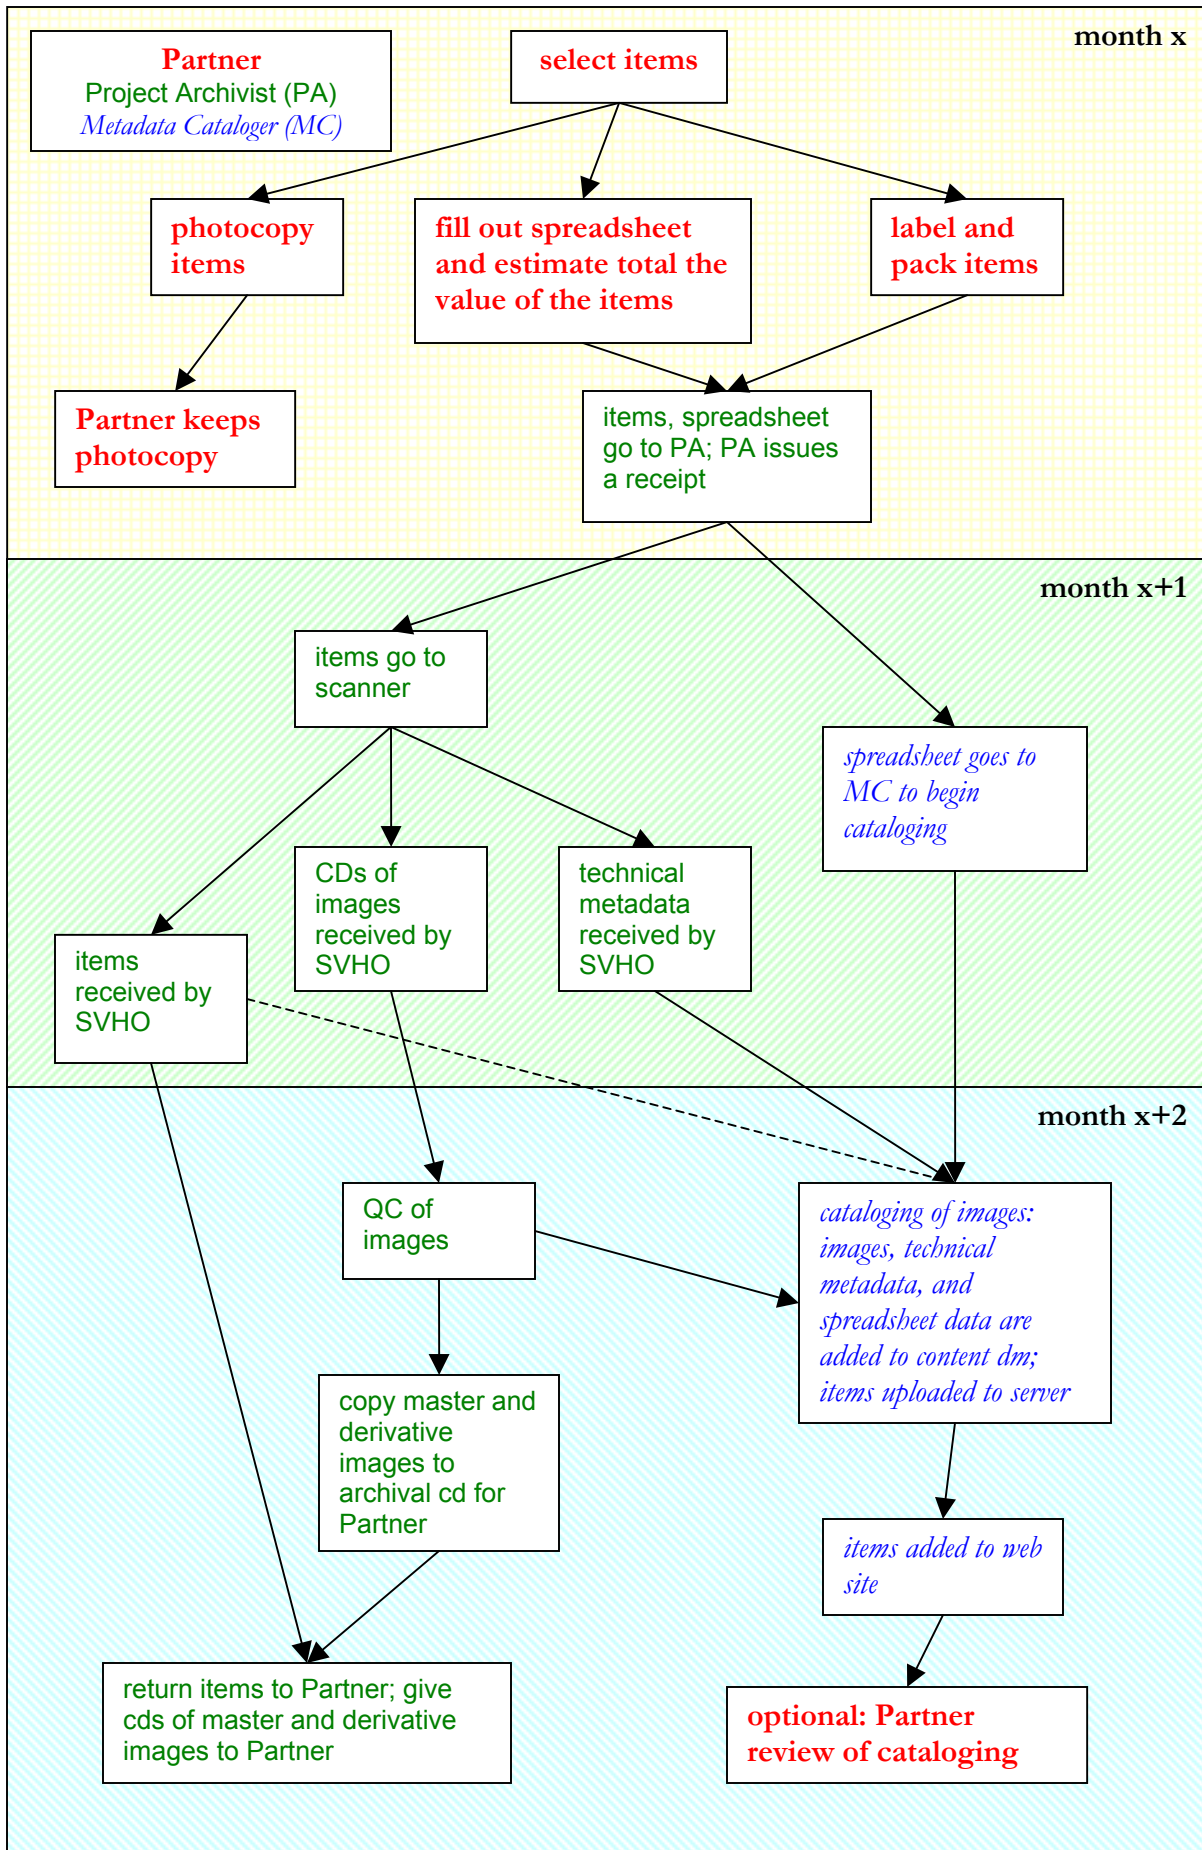 month x
Partner
Project Archivist (PA)
Metadata Cataloger (MC)
select items
photocopy
items
fill out spreadsheet
and estimate total the
value of the items
label and
pack items
Partner keeps
photocopy
items, spreadsheet
go to PA; PA issues
a receipt
month x+1
items go to
scanner
spreadsheet goes to
MC to begin
cataloging
CDs of
images
received by
SVHO
technical
metadata
received by
SVHO
items
received by
SVHO
month x+2
QC of
images
cataloging of images:
images, technical
metadata, and
spreadsheet data are
added to content dm;
items uploaded to server
copy master and
derivative
images to
archival cd for
Partner
items added to web
site
return items to Partner; give
cds of master and derivative
images to Partner
optional: Partner
review of cataloging